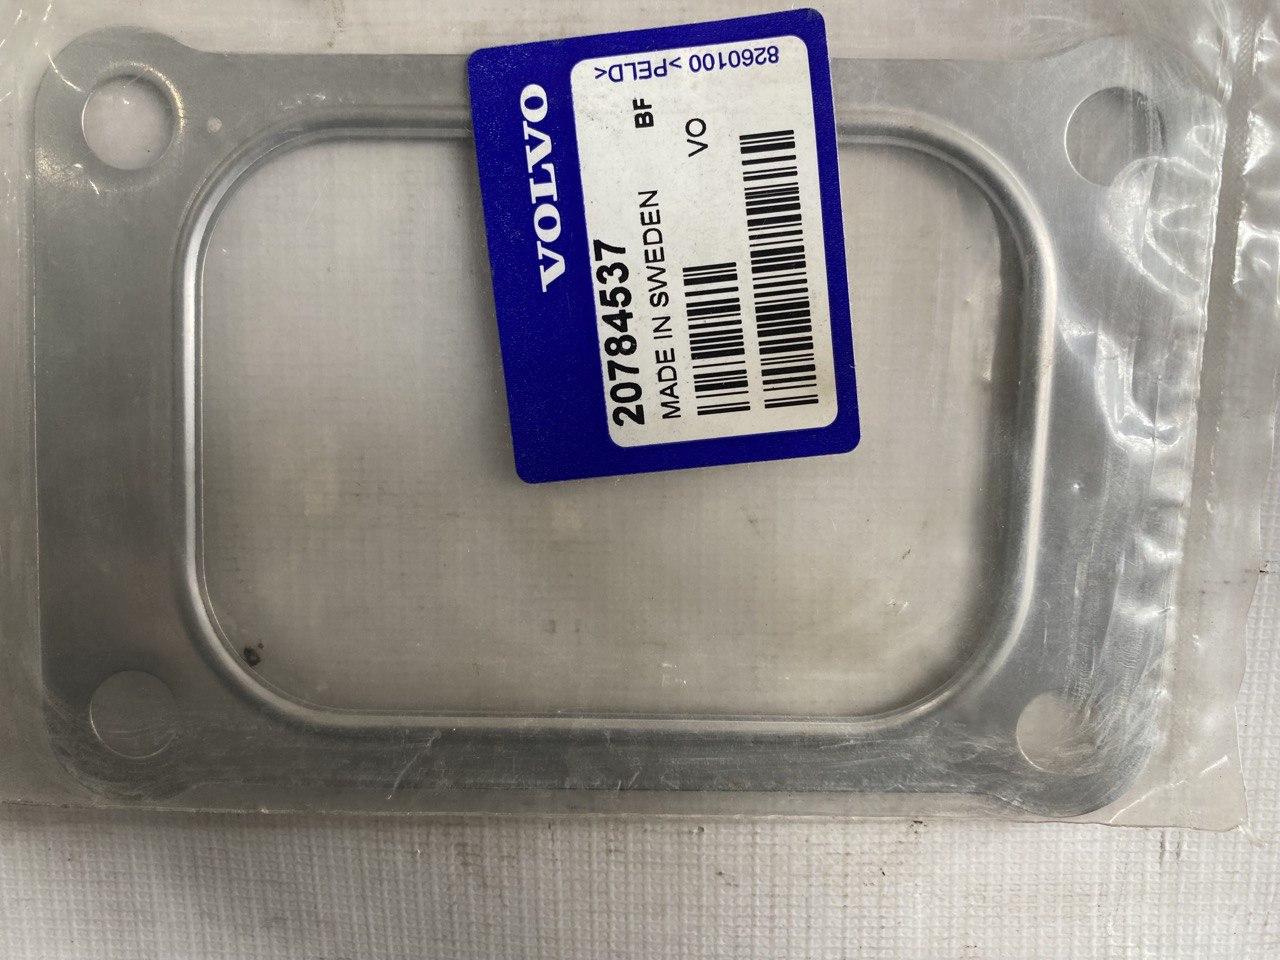 VOLVO
20784537
MADE IN SWEDEN BF
VO
8260100 >PELD<